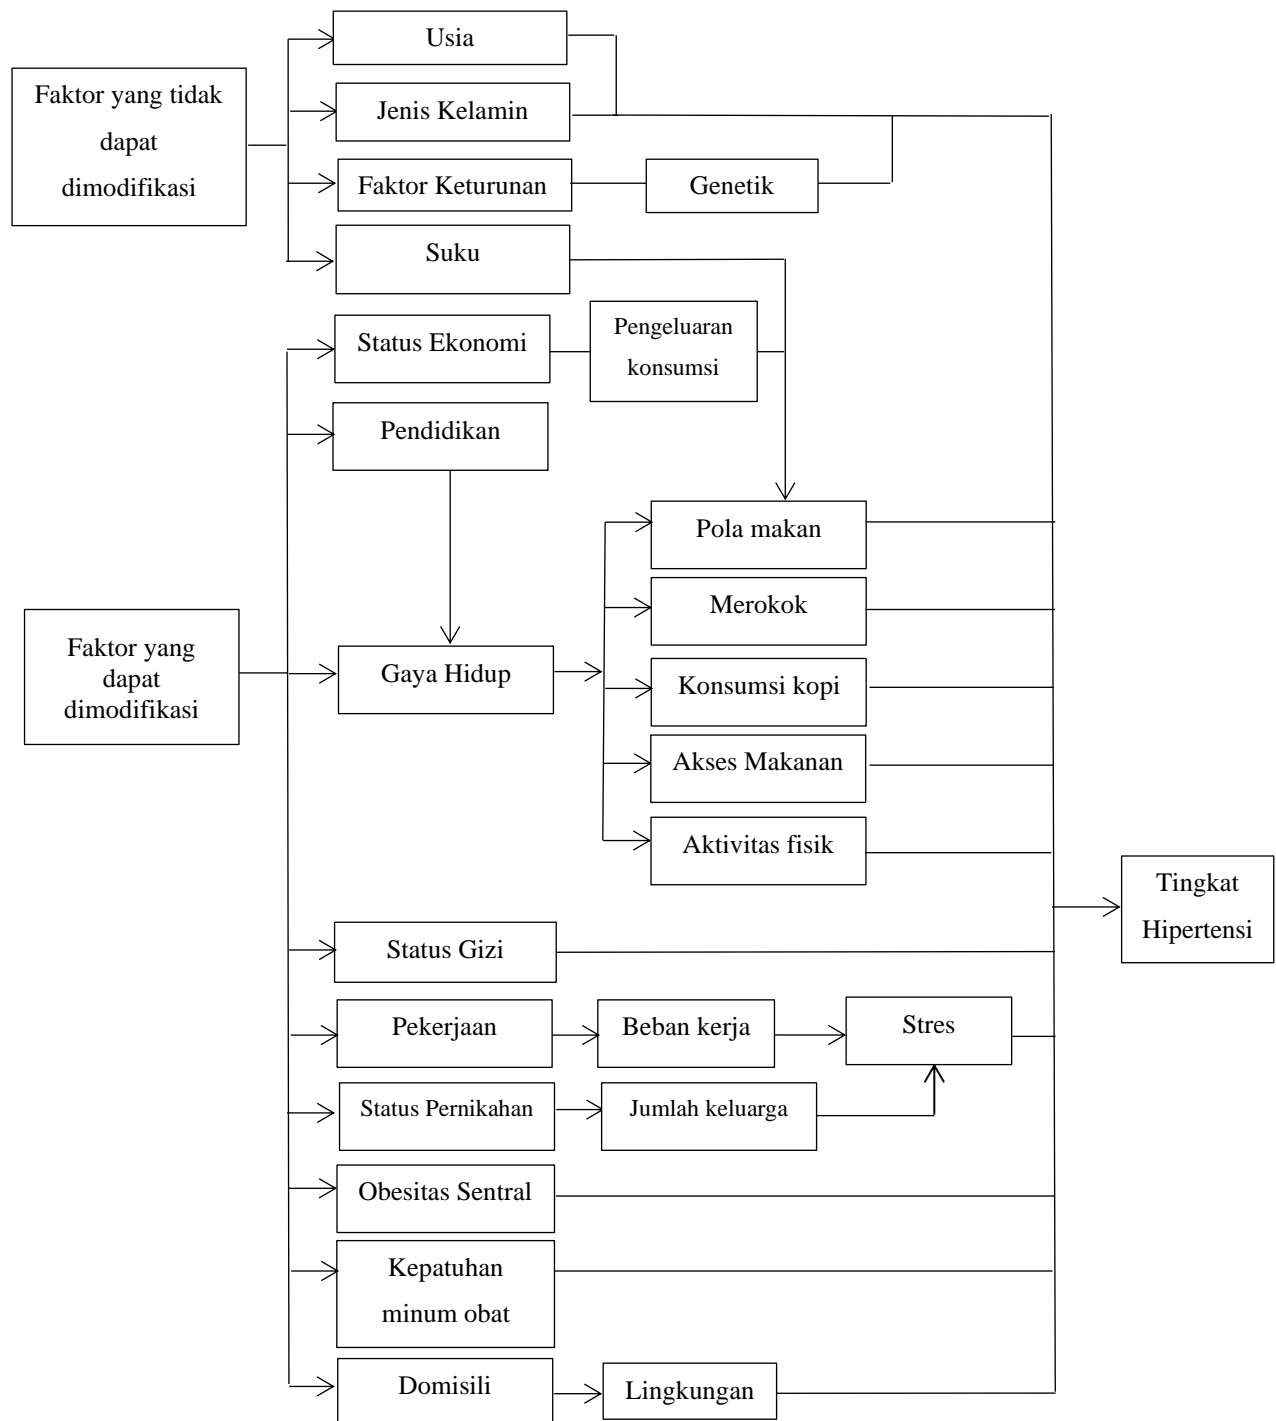 Usia
Faktor yang tidak
dapat
dimodifikasi
Jenis Kelamin
Faktor Keturunan
Genetik
Suku
Status Ekonomi
Pengeluaran
konsumsi
Pendidikan
Pola makan
Merokok
Faktor yang
dapat
dimodifikasi
Gaya Hidup
Konsumsi kopi
Akses Makanan
Aktivitas fisik
Tingkat
Hipertensi
Status Gizi
Pekerjaan
Beban kerja
Stres
Status Pernikahan
Jumlah keluarga
Obesitas Sentral
Kepatuhan
minum obat
Domisili
Lingkungan